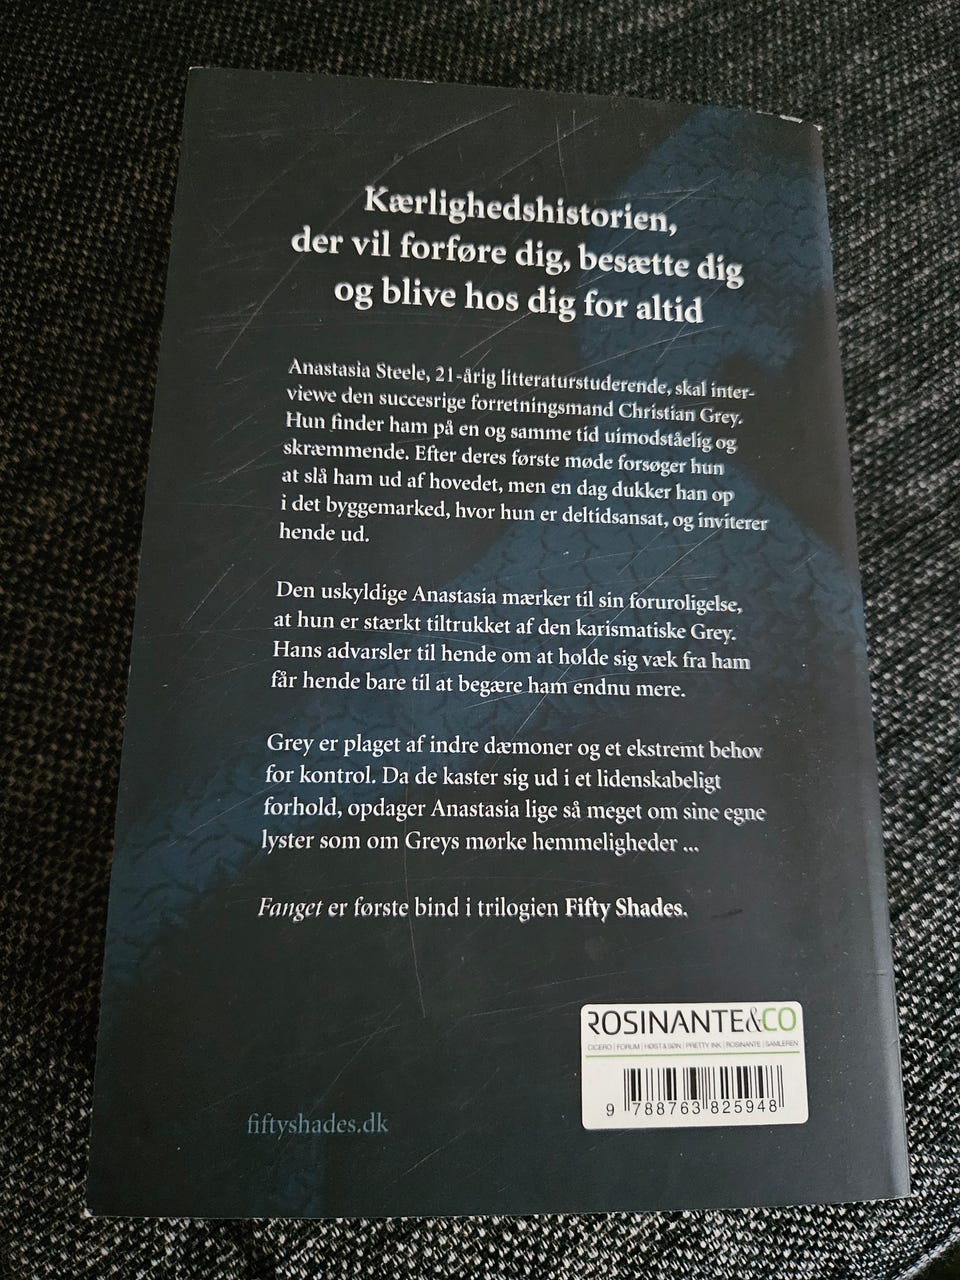 Kærlighedshistorien,
der vil forføre dig, besætte dig
og blive hos dig for altid
Anastasia Steele, 21-årig litteraturstuderende, skal inter-
viewe den succesrige forretningsmand Christian Grey.
Hun finder ham på en og samme tid uimodståelig og
skræmmende. Efter deres første møde forsøger hun
at slå ham ud af hovedet, men en dag dukker han op
i det byggemarked, hvor hun er deltidsansat, og inviterer
hende ud.
Den uskyldige Anastasia mærker til sin foruroligelse,
at hun er stærkt tiltrukket af den karismatiske Grey.
Hans advarsler til hende om at holde sig væk fra ham
får hende bare til at begære ham endnu mere.
Grey er plaget af indre dæmoner og et ekstremt behov
for kontrol. Da de kaster sig ud i et lidenskabeligt
forhold, opdager Anastasia lige så meget om sine egne
lyster som om Greys mørke hemmeligheder ...
Fanget er første bind i trilogien Fifty Shades.
ROSINANTE&CO
CICERO | FORUM | HØST & SØN | PRETTY INK | ROSINANTE | SAMLEREN
9 788763 825948
fiftyshades.dk